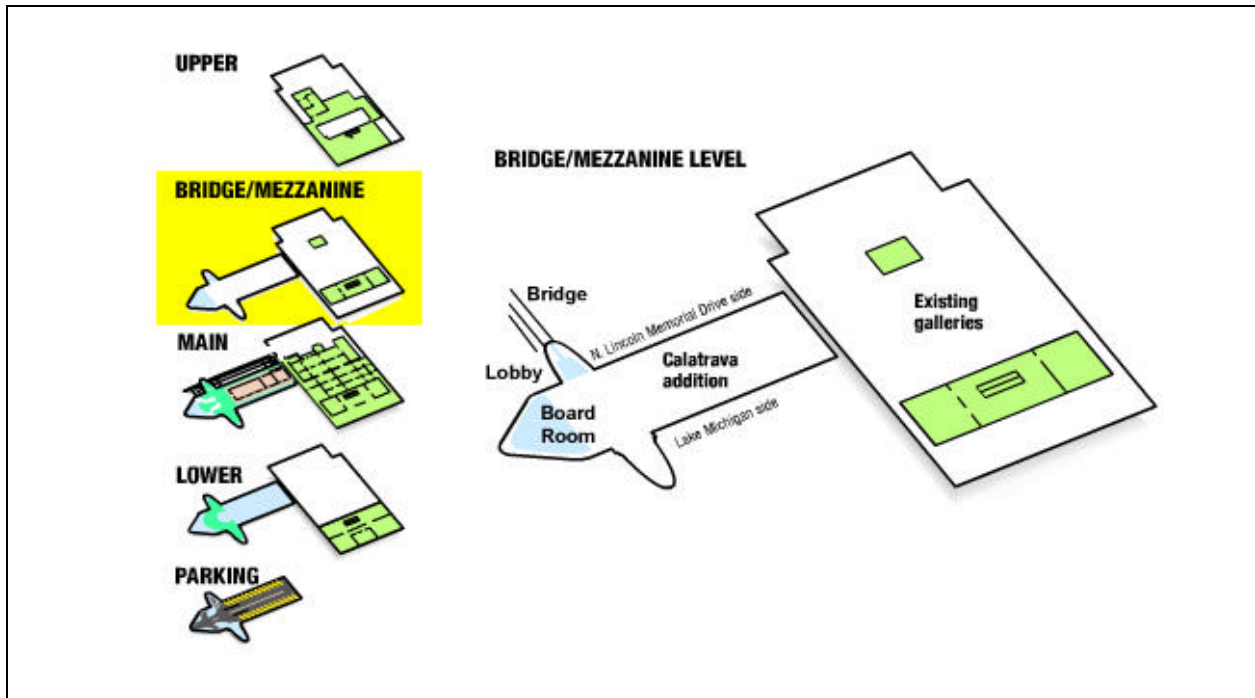 UPPER
BRIDGE/MEZZANINE
MAIN
LOWER
PARKING
BRIDGE/MEZZANINE LEVEL
Bridge
N. Lincoln Memorial Drive side
Lobby
Calatrava
addition
Existing
galleries
Board
Room
Lake Michigan side